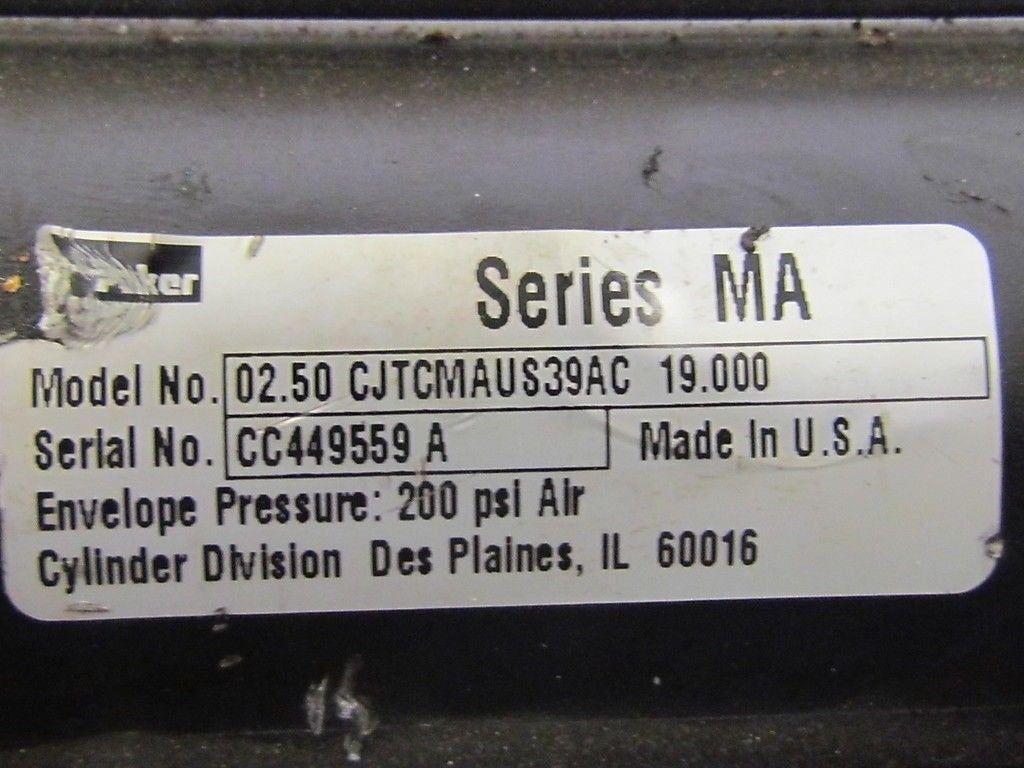 Parker
Series MA
Model No. 02.50 CJTCMAUS39AC 19.000
Serial No. CC449559 A Made In U.S.A.
Envelope Pressure: 200 psi Air
Cylinder Division Des Plaines, IL 60016